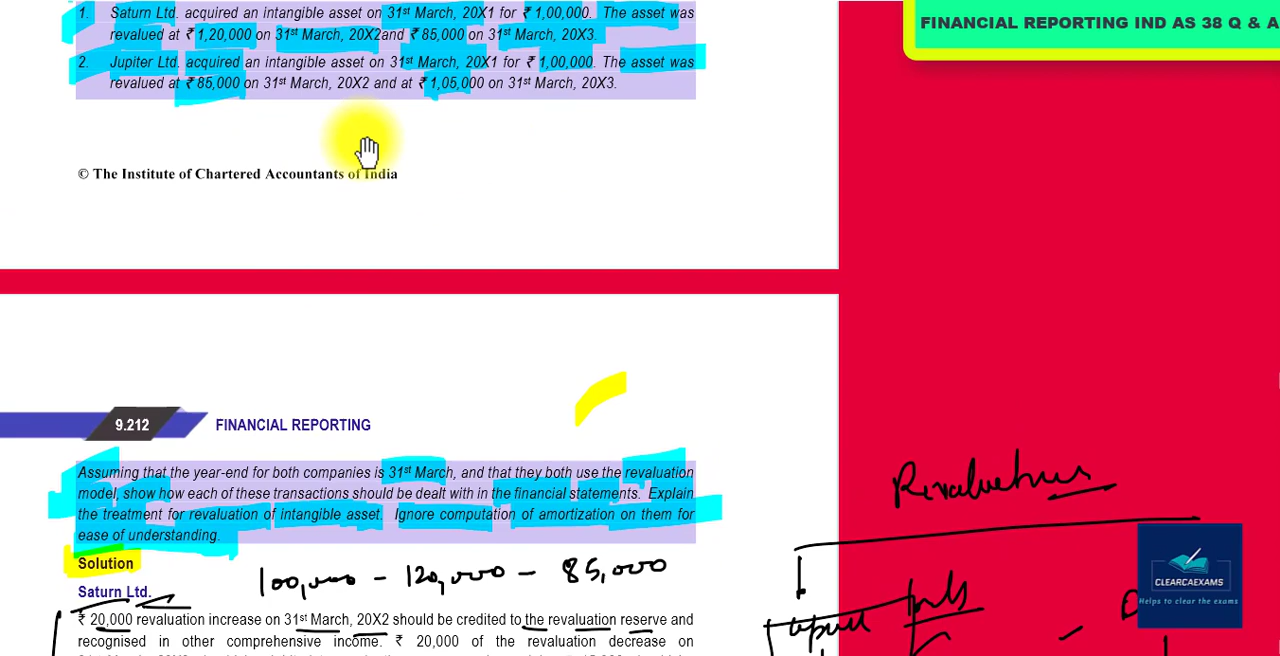 1. Saturn Ltd. acquired an intangible asset on 31st March, 20X1 for ₹ 1,00,000. The asset was
revalued at ₹ 1,20,000 on 31st March, 20X2and ₹ 85,000 on 31st March, 20X3.
2. Jupiter Ltd. acquired an intangible asset on 31st March, 20X1 for ₹ 1,00,000. The asset was
revalued at ₹ 85,000 on 31st March, 20X2 and at ₹ 1,05,000 on 31st March, 20X3.
FINANCIAL REPORTING IND AS 38 Q & A
© The Institute of Chartered Accountants of India
9.212 FINANCIAL REPORTING
Assuming that the year-end for both companies is 31st March, and that they both use the revaluation
model, show how each of these transactions should be dealt with in the financial statements. Explain
the treatment for revaluation of intangible asset. Ignore computation of amortization on them for
ease of understanding.
Solution
100,000 – 120,000 – 85,000
Saturn Ltd.
₹ 20,000 revaluation increase on 31st March, 20X2 should be credited to the revaluation reserve and
recognised in other comprehensive income. ₹ 20,000 of the revaluation decrease on
CLEARCAEXAMS
Helps to clear the exams